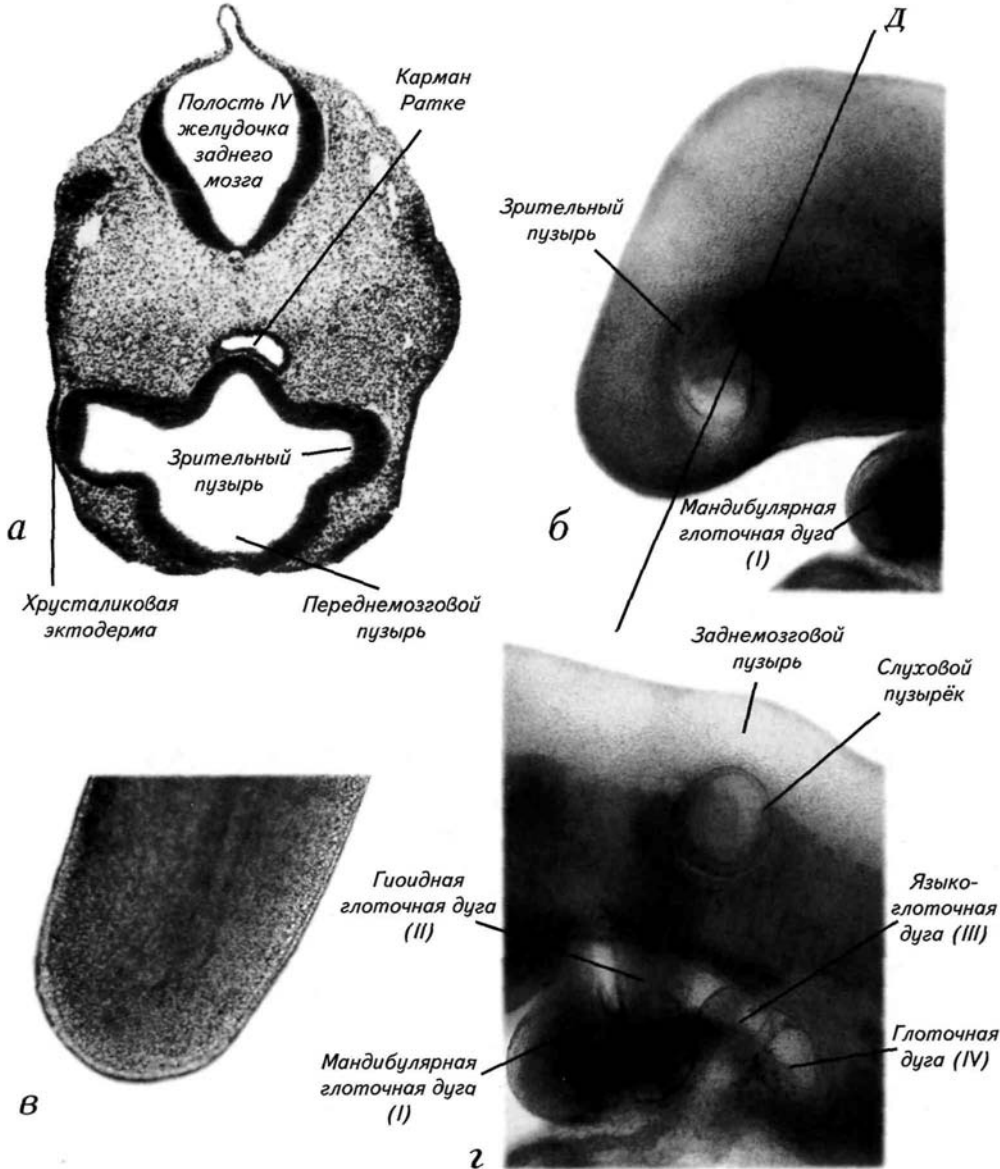 Полость IV
желудочка
заднего
мозга
Карман
Ратке
Зрительный
пузырь
а
Хрусталиковая
эктодерма
Переднемозговой
пузырь
д
Зрительный
пузырь
б
Мандибулярная
глоточная дуга
(I)
в
Заднемозговой
пузырь
Слуховой
пузырёк
Гиоидная
глоточная дуга
(II)
Языко-
глоточная
дуга (III)
Мандибулярная
глоточная дуга
(I)
Глоточная
дуга (IV)
г